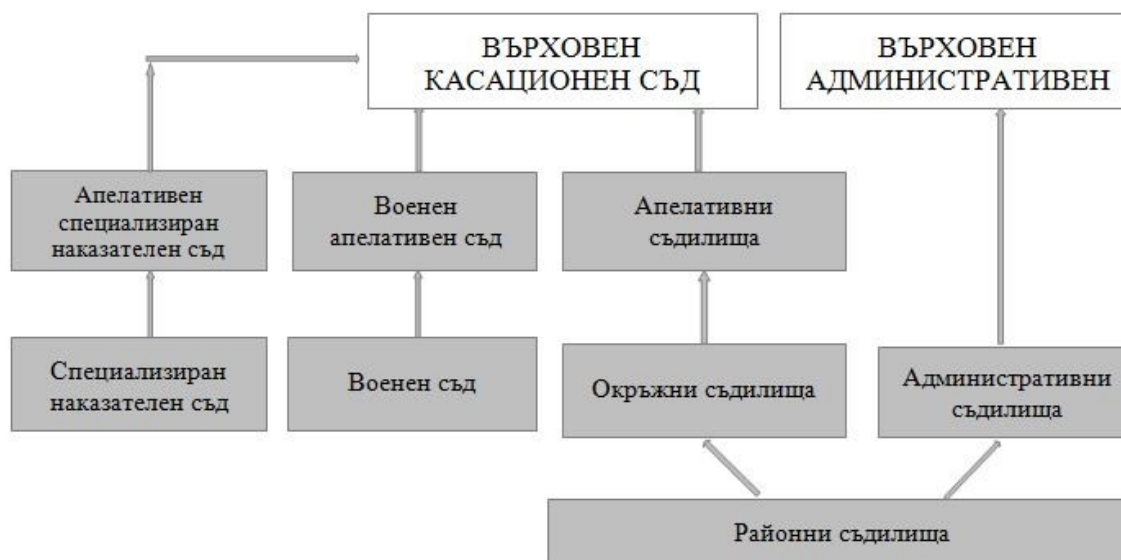 ВЪРХОВЕН
КАСАЦИОНЕН СЪД
ВЪРХОВЕН
АДМИНИСТРАТИВЕН
Апелативен
специализиран
наказателен съд
Военен
апелативен съд
Апелативни
съдилища
Специализиран
наказателен съд
Военен съд
Окръжни съдилища
Административни
съдилища
Районни съдилища